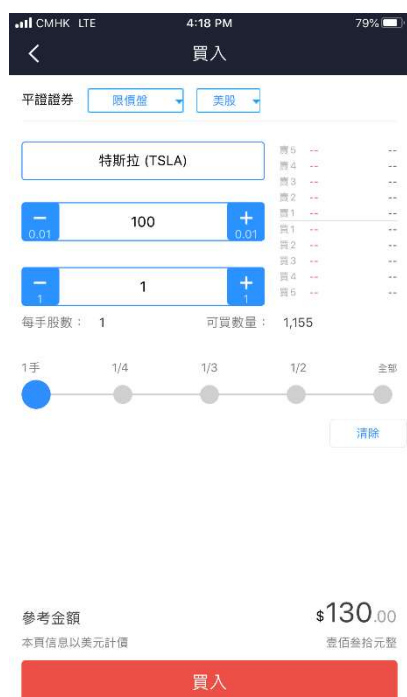 CMHK LTE 4:18 PM 79%
買入
平證證券 限價盤 美股
特斯拉 (TSLA)
賣5 -- --
賣4 -- --
賣3 -- --
賣2 -- --
賣1 -- --
買1 -- --
買2 -- --
買3 -- --
買4 -- --
買5 -- --
− 0.01 100 + 0.01
− 1 1 + 1
每手股數： 1 可買數量： 1,155
1手 1/4 1/3 1/2 全部
清除
參考金額 $130.00
本頁信息以美元計價 壹佰叁拾元整
買入